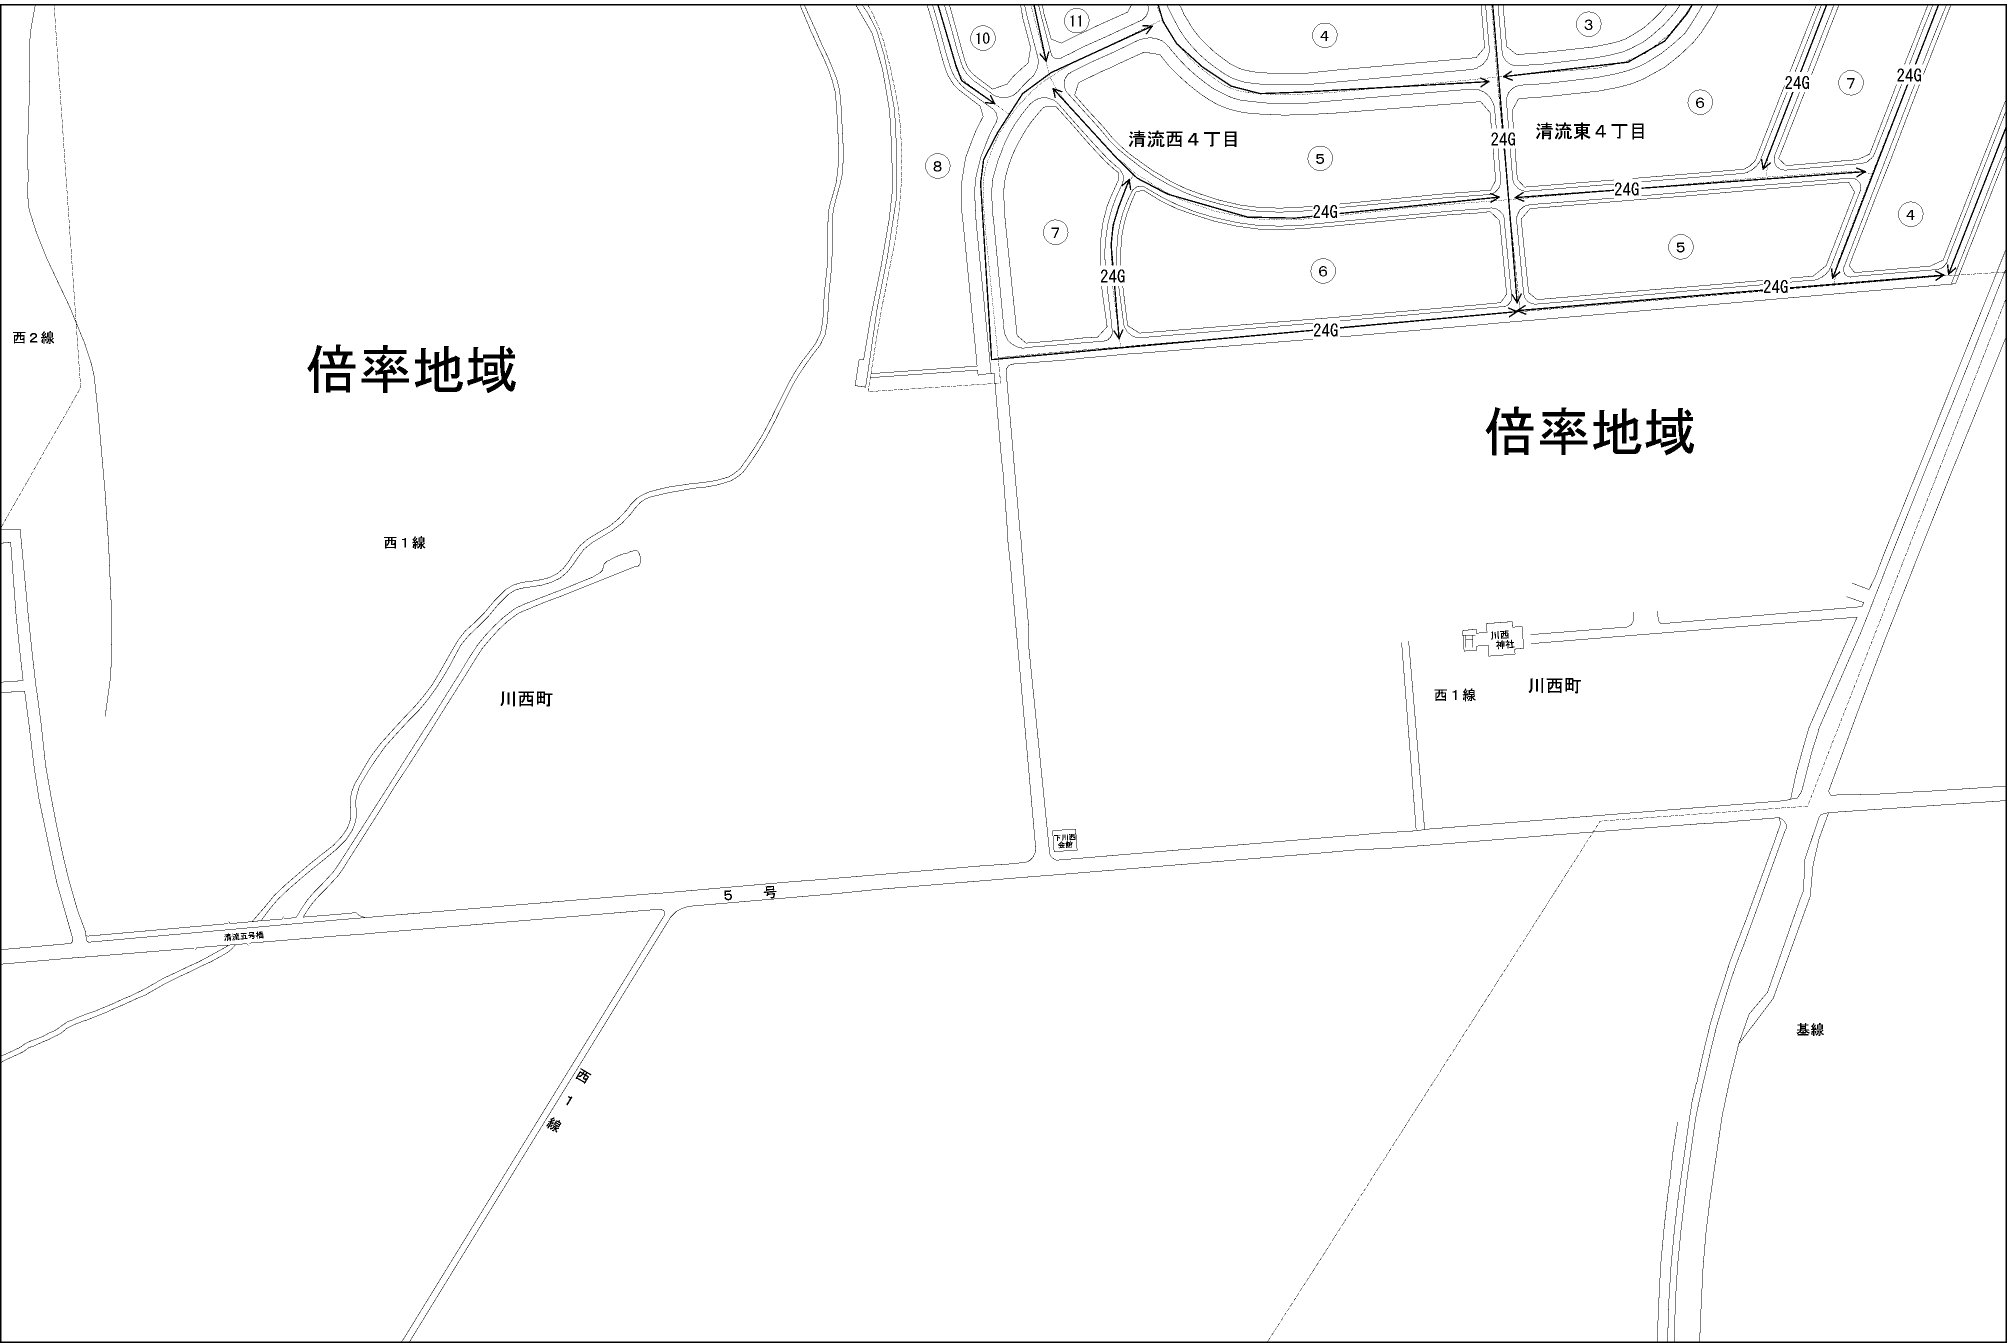 ⑩
⑪
④
③
⑧
清流西４丁目
⑤
24G
清流東４丁目
⑥
24G
⑦
24G
⑦
24G
24G
⑥
24G
24G
④
⑤
24G
24G
西２線
倍率地域
倍率地域
西１線
川西町
川西
神社
西１線
川西町
下川西
会館
５　号
清流五号橋
西１線
基線